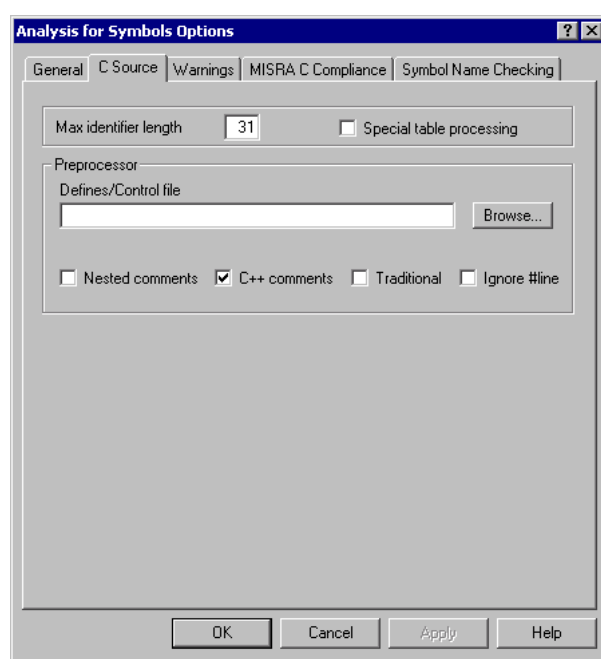 Analysis for Symbols Options
General C Source Warnings MISRA C Compliance Symbol Name Checking
Max identifier length 31 Special table processing
Preprocessor
Defines/Control file
Browse...
Nested comments C++ comments Traditional Ignore #line
OK Cancel Apply Help